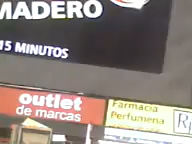 MADERO
15 MINUTOS
outlet
de marcas
Farmacia
Perfumería
R